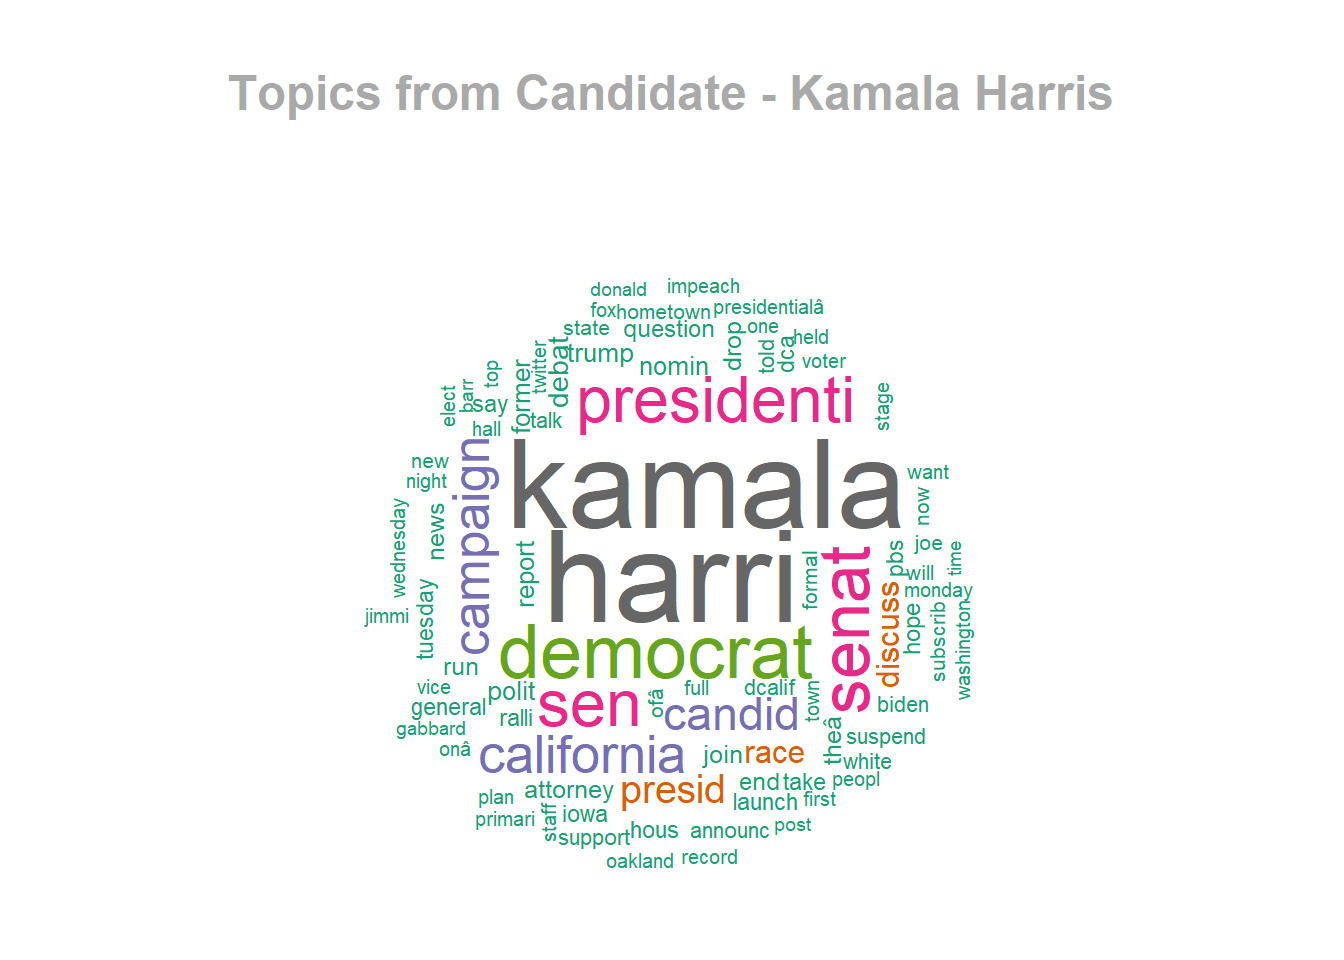 Topics from Candidate - Kamala Harris
donald
impeach
fox
hometown
presidentialâ
state
question
drop
one
held
twitter
debat
trump
nomin
told
dca
voter
top
former
elect
barr
say
presidenti
stage
hall
talk
campaign
kamala
new
night
want
wednesday
news
now
report
harri
formal
senat
pbs
joe
time
will
monday
jimmi
tuesday
discuss
hope
subscrib
washington
democrat
run
vice
polit
sen
ofâ
full
dcalif
town
general
ralli
candid
biden
gabbard
onâ
california
join
race
theâ
suspend
white
peopl
plan
attorney
presid
end
take
launch
first
primari
staff
iowa
support
hous
announc
post
oakland
record